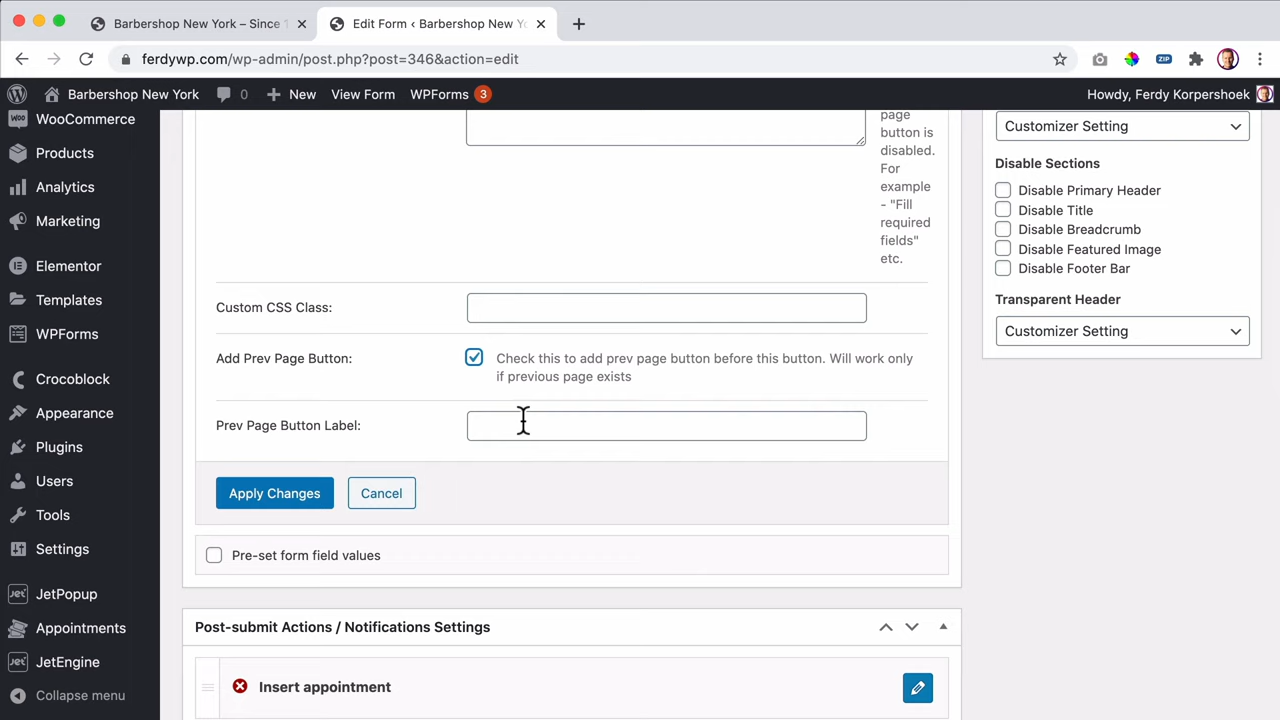 Barbershop New York – Since 1
Edit Form ‹ Barbershop New Yo
ferdywp.com/wp-admin/post.php?post=346&action=edit
ZIP
Barbershop New York
0
New
View Form
WPForms
3
Howdy, Ferdy Korpershoek
WooCommerce
Products
Analytics
Marketing
Elementor
Templates
WPForms
Crocoblock
Appearance
Plugins
Users
Tools
Settings
JetPopup
Appointments
JetEngine
Collapse menu
page
button is
disabled.
For
example
- "Fill
required
fields"
etc.
Custom CSS Class:
Add Prev Page Button:
Check this to add prev page button before this button. Will work only
if previous page exists
Prev Page Button Label:
Apply Changes
Cancel
Pre-set form field values
Post-submit Actions / Notifications Settings
Insert appointment
Customizer Setting
Disable Sections
Disable Primary Header
Disable Title
Disable Breadcrumb
Disable Featured Image
Disable Footer Bar
Transparent Header
Customizer Setting